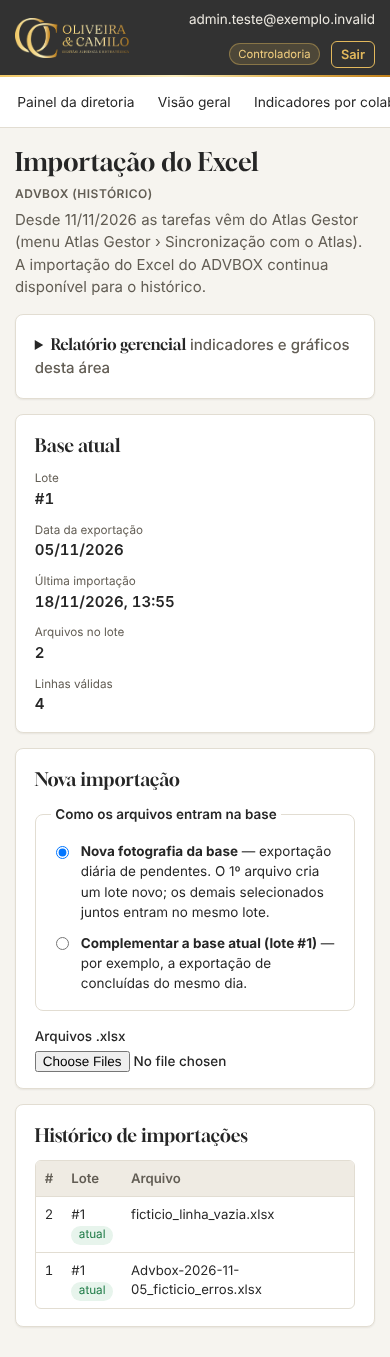 OLIVEIRA
& CAMILO
admin.teste@exemplo.invalid
Controladoria
Sair
Painel da diretoria Visão geral Indicadores por colab
Importação do Excel
ADVBOX (HISTÓRICO)
Desde 11/11/2026 as tarefas vêm do Atlas Gestor
(menu Atlas Gestor › Sincronização com o Atlas).
A importação do Excel do ADVBOX continua
disponível para o histórico.
Relatório gerencial indicadores e gráficos
desta área
Base atual
Lote
#1
Data da exportação
05/11/2026
Última importação
18/11/2026, 13:55
Arquivos no lote
2
Linhas válidas
4
Nova importação
Como os arquivos entram na base
Nova fotografia da base — exportação
diária de pendentes. O 1º arquivo cria
um lote novo; os demais selecionados
juntos entram no mesmo lote.
Complementar a base atual (lote #1) —
por exemplo, a exportação de
concluídas do mesmo dia.
Arquivos .xlsx
Choose Files No file chosen
Histórico de importações
# Lote Arquivo
2 #1 ficticio_linha_vazia.xlsx
atual
1 #1 Advbox-2026-11-
atual 05_ficticio_erros.xlsx